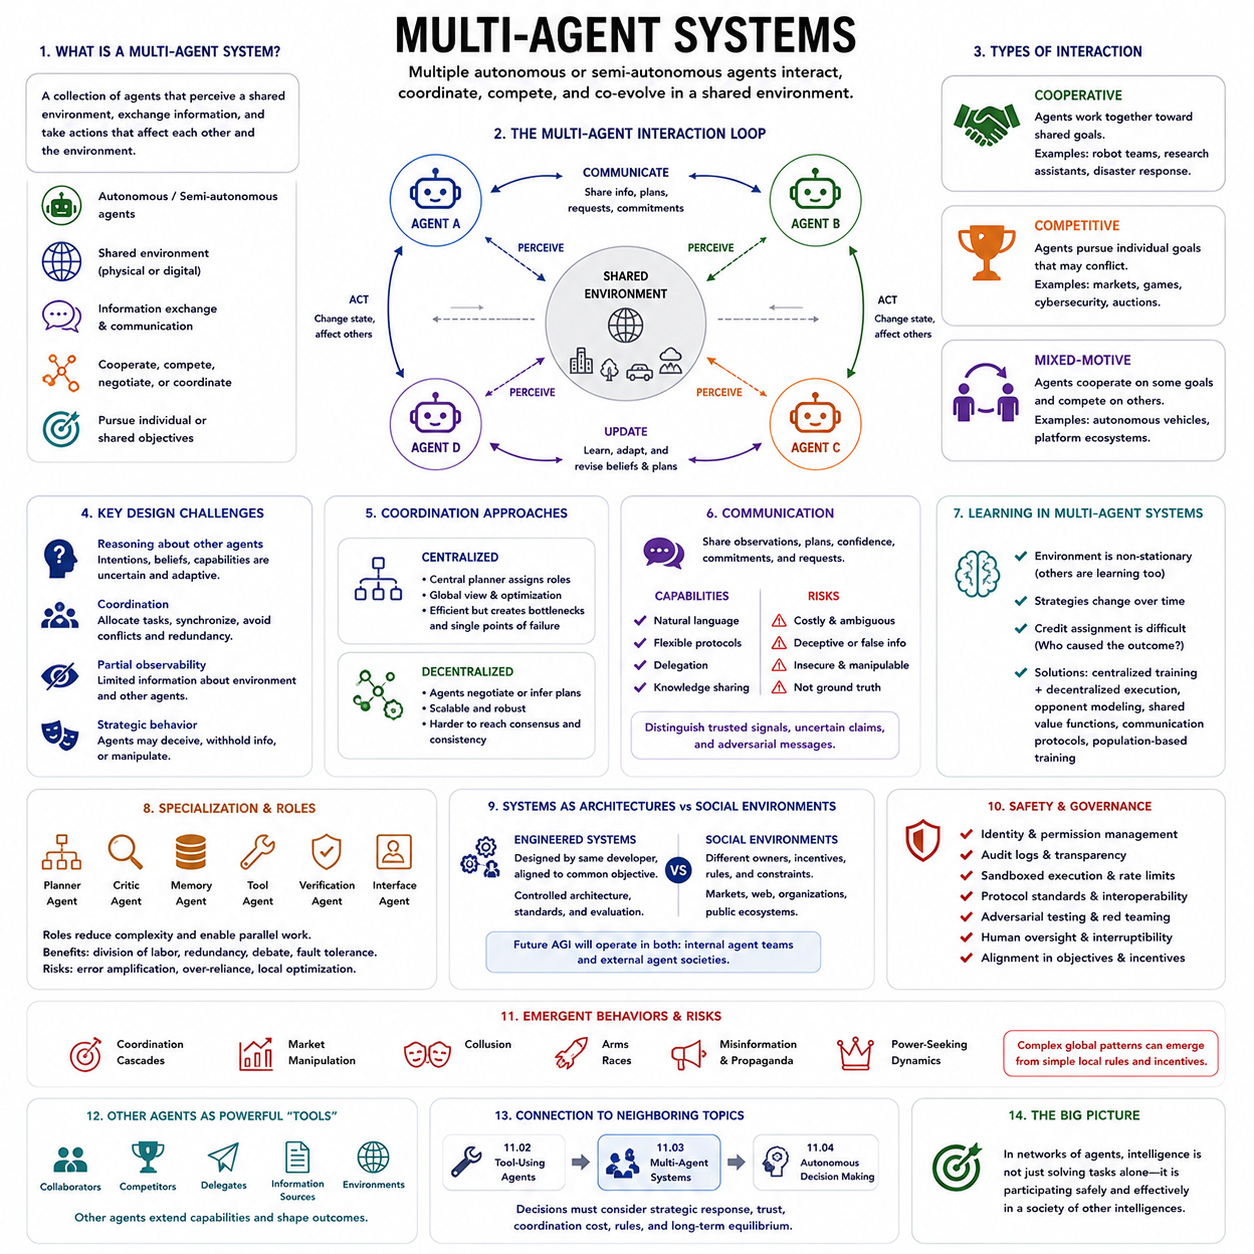 MULTI-AGENT SYSTEMS
Multiple autonomous or semi-autonomous agents interact,
coordinate, compete, and co-evolve in a shared environment.
1. WHAT IS A MULTI-AGENT SYSTEM?
A collection of agents that perceive a shared
environment, exchange information, and
take actions that affect each other and
the environment.
Autonomous / Semi-autonomous
agents
Shared environment
(physical or digital)
Information exchange
& communication
Cooperate, compete,
negotiate, or coordinate
Pursue individual or
shared objectives
2. THE MULTI-AGENT INTERACTION LOOP
AGENT A
COMMUNICATE
Share info, plans,
requests, commitments
AGENT B
PERCEIVE
PERCEIVE
SHARED
ENVIRONMENT
ACT
Change state,
affect others
ACT
Change state,
affect others
PERCEIVE
PERCEIVE
AGENT D
UPDATE
Learn, adapt, and
revise beliefs & plans
AGENT C
3. TYPES OF INTERACTION
COOPERATIVE
Agents work together toward
shared goals.
Examples: robot teams, research
assistants, disaster response.
COMPETITIVE
Agents pursue individual goals
that may conflict.
Examples: markets, games,
cybersecurity, auctions.
MIXED-MOTIVE
Agents cooperate on some goals
and compete on others.
Examples: autonomous vehicles,
platform ecosystems.
4. KEY DESIGN CHALLENGES
?
Reasoning about other agents
Intentions, beliefs, capabilities are
uncertain and adaptive.
Coordination
Allocate tasks, synchronize, avoid
conflicts and redundancy.
Partial observability
Limited information about environment
and other agents.
Strategic behavior
Agents may deceive, withhold info,
or manipulate.
5. COORDINATION APPROACHES
CENTRALIZED
• Central planner assigns roles
• Global view & optimization
• Efficient but creates bottlenecks
and single points of failure
DECENTRALIZED
• Agents negotiate or infer plans
• Scalable and robust
• Harder to reach consensus and
consistency
6. COMMUNICATION
Share observations, plans, confidence,
commitments, and requests.
CAPABILITIES
Natural language
Flexible protocols
Delegation
Knowledge sharing
RISKS
Costly & ambiguous
Deceptive or false info
Insecure & manipulable
Not ground truth
Distinguish trusted signals, uncertain claims,
and adversarial messages.
7. LEARNING IN MULTI-AGENT SYSTEMS
Environment is non-stationary
(others are learning too)
Strategies change over time
Credit assignment is difficult
(Who caused the outcome?)
Solutions: centralized training
+ decentralized execution,
opponent modeling, shared
value functions, communication
protocols, population-based
training
8. SPECIALIZATION & ROLES
Planner
Agent
Critic
Agent
Memory
Agent
Tool
Agent
Verification
Agent
Interface
Agent
Roles reduce complexity and enable parallel work.
Benefits: division of labor, redundancy, debate, fault tolerance.
Risks: error amplification, over-reliance, local optimization.
9. SYSTEMS AS ARCHITECTURES vs SOCIAL ENVIRONMENTS
ENGINEERED SYSTEMS
Designed by same developer,
aligned to common objective.
Controlled architecture,
standards, and evaluation.
VS
SOCIAL ENVIRONMENTS
Different owners, incentives,
rules, and constraints.
Markets, web, organizations,
public ecosystems.
Future AGI will operate in both: internal agent teams
and external agent societies.
10. SAFETY & GOVERNANCE
Identity & permission management
Audit logs & transparency
Sandboxed execution & rate limits
Protocol standards & interoperability
Adversarial testing & red teaming
Human oversight & interruptibility
Alignment in objectives & incentives
11. EMERGENT BEHAVIORS & RISKS
Coordination
Cascades
Market
Manipulation
Collusion
Arms
Races
Misinformation
& Propaganda
Power-Seeking
Dynamics
Complex global patterns can emerge
from simple local rules and incentives.
12. OTHER AGENTS AS POWERFUL “TOOLS”
Collaborators
Competitors
Delegates
Information
Sources
Environments
Other agents extend capabilities and shape outcomes.
13. CONNECTION TO NEIGHBORING TOPICS
11.02
Tool-Using
Agents
11.03
Multi-Agent
Systems
11.04
Autonomous
Decision Making
Decisions must consider strategic response, trust,
coordination cost, rules, and long-term equilibrium.
14. THE BIG PICTURE
In networks of agents, intelligence is
not just solving tasks alone—it is
participating safely and effectively
in a society of other intelligences.